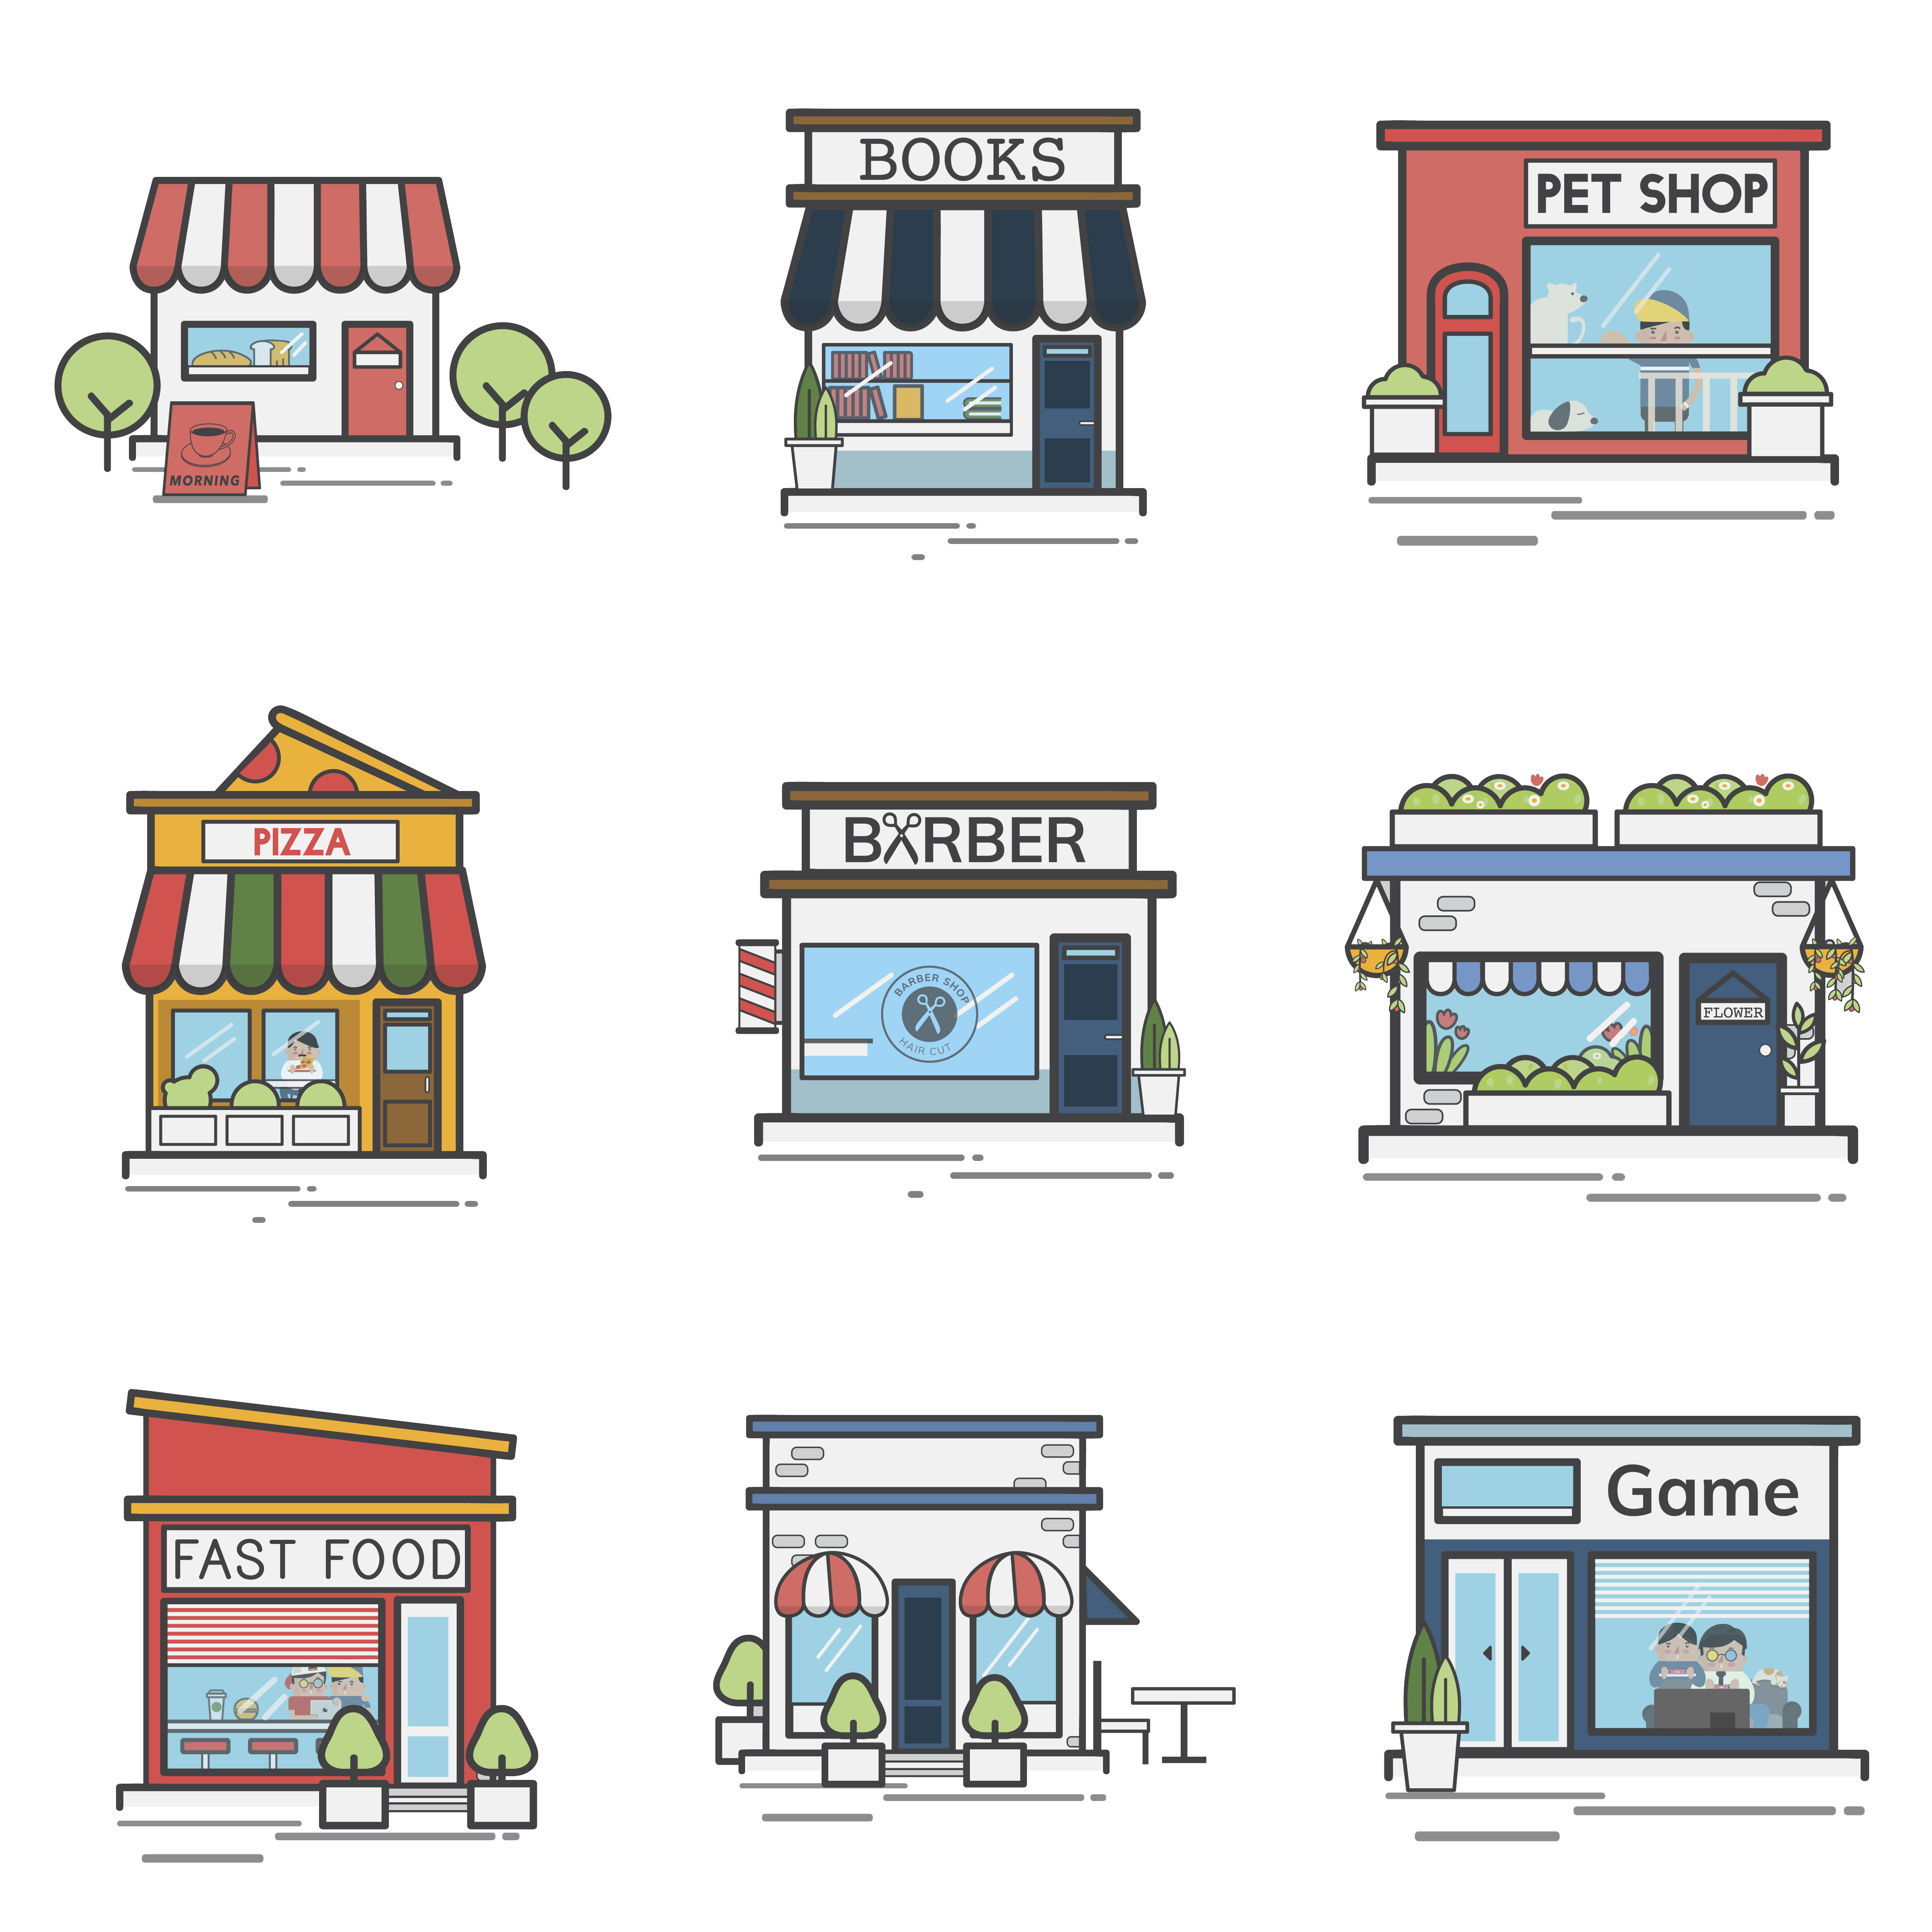 BOOKS
PET SHOP
MORNING
PIZZA
BARBER
BARBER SHOP
HAIR CUT
FLOWER
FAST FOOD
Game